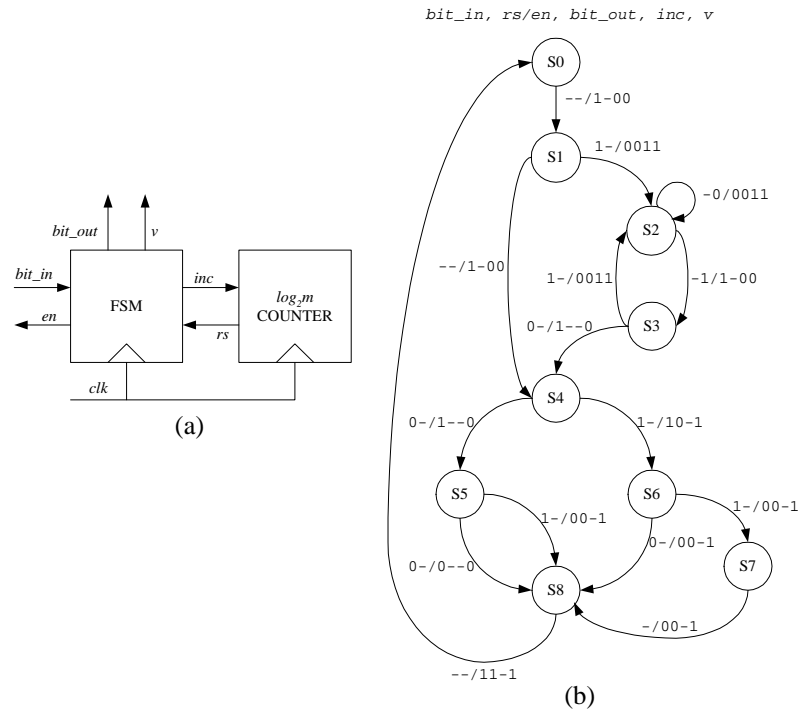 bit_in, rs/en, bit_out, inc, v
S0
--/1-00
S1
1-/0011
-0/0011
S2
--/1-00
1-/0011
-1/1-00
S3
0-/1--0
S4
0-/1--0
1-/10-1
S5
S6
1-/00-1
1-/00-1
0-/0--0
0-/00-1
S7
S8
-/00-1
--/11-1
(b)
bit_out
v
bit_in
FSM
inc
log2m
COUNTER
en
rs
clk
(a)